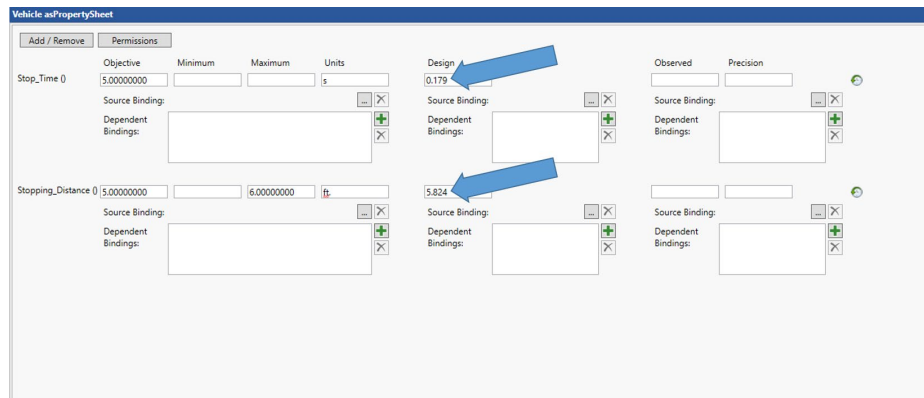 Vehicle asPropertySheet
Add / Remove Permissions
Objective Minimum Maximum Units Design Observed Precision
Stop_Time () 5.00000000 s 0.179
Source Binding: ... Source Binding: ... Source Binding: ...
Dependent Bindings: Dependent Bindings: Dependent Bindings:
Stopping_Distance () 5.00000000 6.00000000 ft. 5.824
Source Binding: ... Source Binding: ... Source Binding: ...
Dependent Bindings: Dependent Bindings: Dependent Bindings: